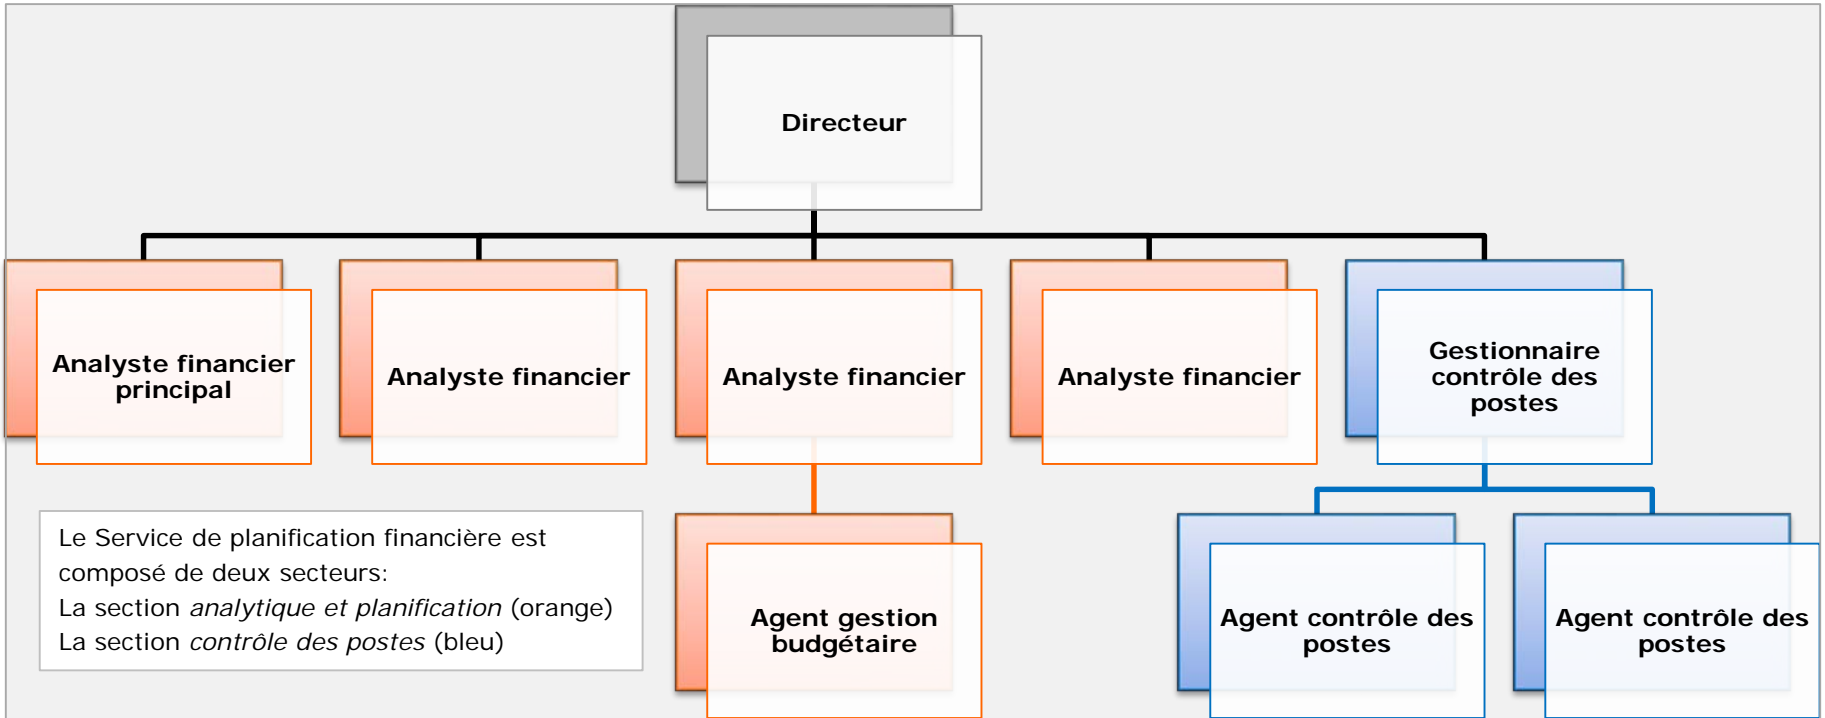 Directeur
Analyste financier
principal
Analyste financier
Analyste financier
Analyste financier
Gestionnaire
contrôle des
postes
Le Service de planification financière est
composé de deux secteurs:
La section analytique et planification (orange)
La section contrôle des postes (bleu)
Agent gestion
budgétaire
Agent contrôle des
postes
Agent contrôle des
postes